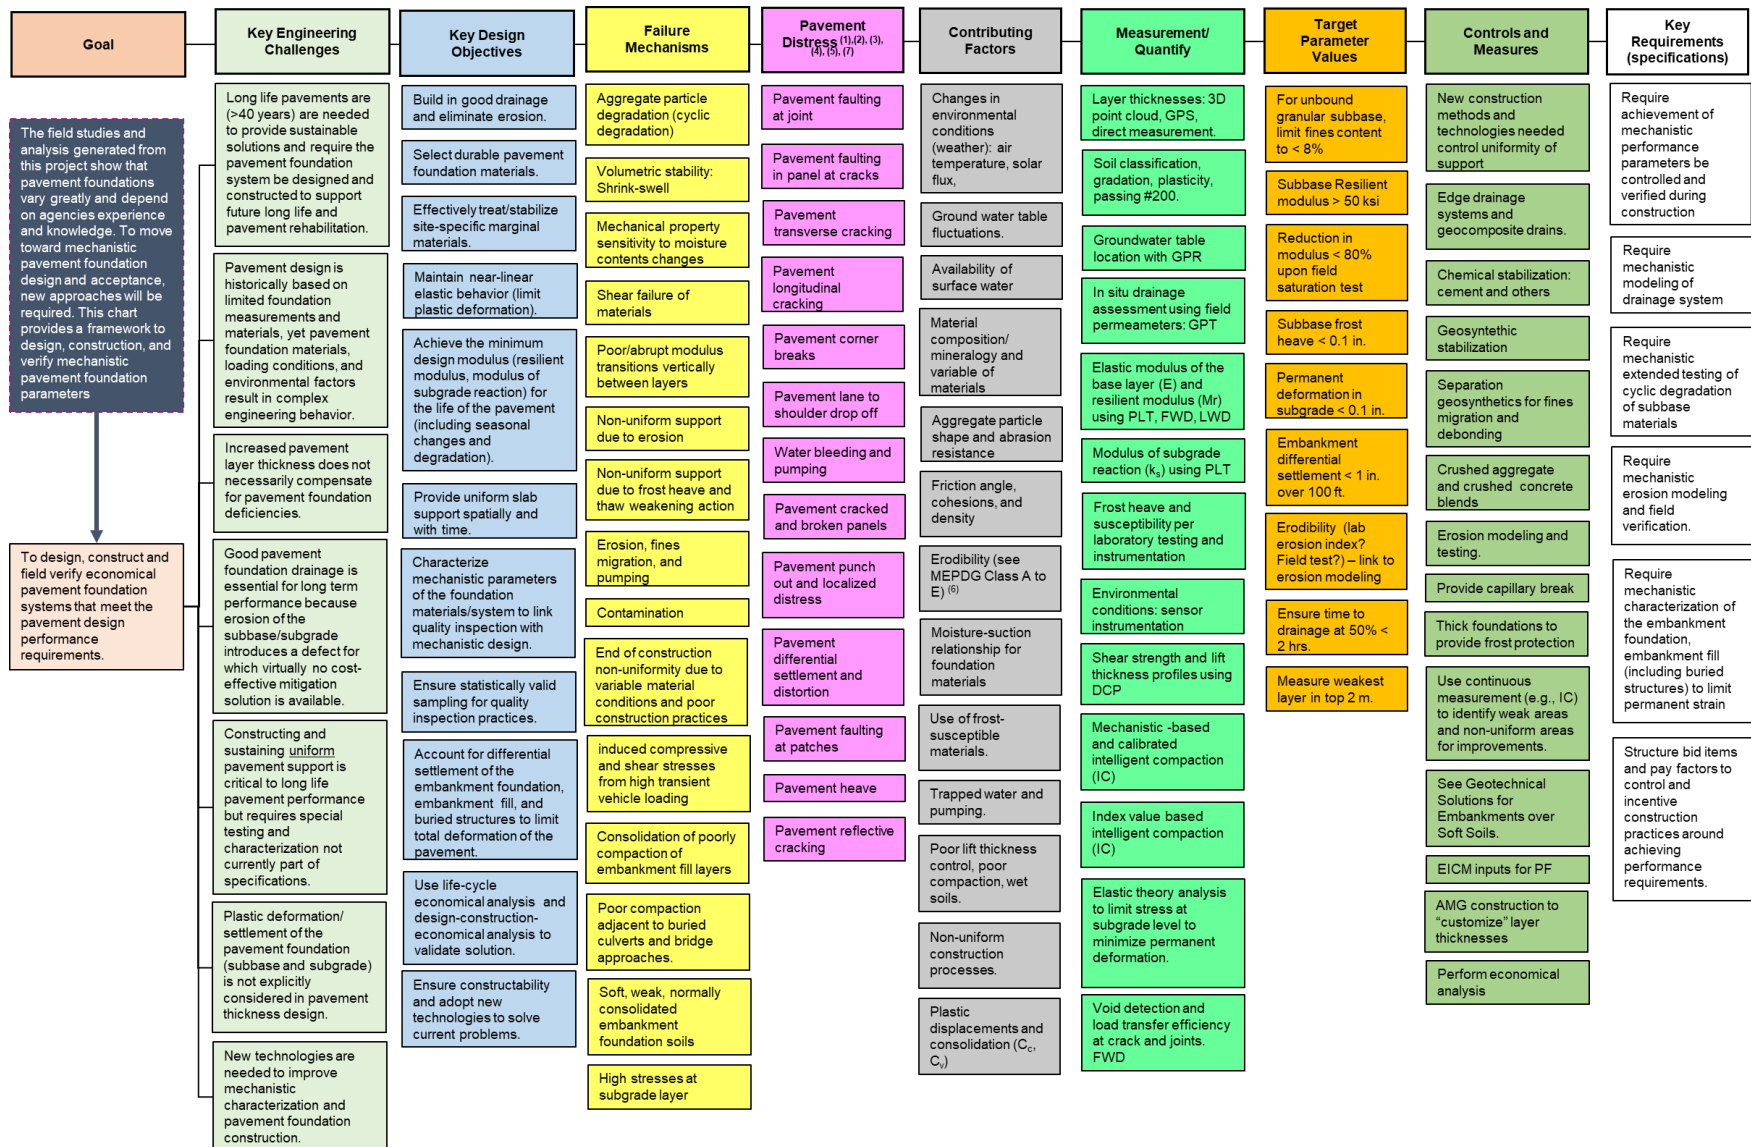 Goal
The field studies and
analysis generated from
this project show that
pavement foundations
vary greatly and depend
on agencies experience
and knowledge. To move
toward mechanistic
pavement foundation
design and acceptance,
new approaches will be
required. This chart
provides a framework to
design, construction, and
verify mechanistic
pavement foundation
parameters
To design, construct and
field verify economical
pavement foundation
systems that meet the
pavement design
performance
requirements.
Key Engineering
Challenges
Long life pavements are
(>40 years) are needed
to provide sustainable
solutions and require the
pavement foundation
system be designed and
constructed to support
future long life and
pavement rehabilitation.
Pavement design is
historically based on
limited foundation
measurements and
materials, yet pavement
foundation materials,
loading conditions, and
environmental factors
result in complex
engineering behavior.
Increased pavement
layer thickness does not
necessarily compensate
for pavement foundation
deficiencies.
Good pavement
foundation drainage is
essential for long term
performance because
erosion of the
subbase/subgrade
introduces a defect for
which virtually no cost-
effective mitigation
solution is available.
Constructing and
sustaining uniform
pavement support is
critical to long life
pavement performance
but requires special
testing and
characterization not
currently part of
specifications.
Plastic deformation/
settlement of the
pavement foundation
(subbase and subgrade)
is not explicitly
considered in pavement
thickness design.
New technologies are
needed to improve
mechanistic
characterization and
pavement foundation
construction.
Key Design
Objectives
Build in good drainage
and eliminate erosion.
Select durable pavement
foundation materials.
Effectively treat/stabilize
site-specific marginal
materials.
Maintain near-linear
elastic behavior (limit
plastic deformation).
Achieve the minimum
design modulus (resilient
modulus, modulus of
subgrade reaction) for
the life of the pavement
(including seasonal
changes and
degradation).
Provide uniform slab
support spatially and
with time.
Characterize
mechanistic parameters
of the foundation
materials/system to link
quality inspection with
mechanistic design.
Ensure statistically valid
sampling for quality
inspection practices.
Account for differential
settlement of the
embankment foundation,
embankment fill, and
buried structures to limit
total deformation of the
pavement.
Use life-cycle
economical analysis and
design-construction-
economical analysis to
validate solution.
Ensure constructability
and adopt new
technologies to solve
current problems.
Failure
Mechanisms
Aggregate particle
degradation (cyclic
degradation)
Volumetric stability:
Shrink-swell
Mechanical property
sensitivity to moisture
contents changes
Shear failure of
materials
Poor/abrupt modulus
transitions vertically
between layers
Non-uniform support
due to erosion
Non-uniform support
due to frost heave and
thaw weakening action
Erosion, fines
migration, and
pumping
Contamination
End of construction
non-uniformity due to
variable material
conditions and poor
construction practices
induced compressive
and shear stresses
from high transient
vehicle loading
Consolidation of poorly
compaction of
embankment fill layers
Poor compaction
adjacent to buried
culverts and bridge
approaches.
Soft, weak, normally
consolidated
embankment
foundation soils
High stresses at
subgrade layer
Pavement
Distress (1),(2), (3),
(4), (5), (7)
Pavement faulting
at joint
Pavement faulting
in panel at cracks
Pavement
transverse cracking
Pavement
longitudinal
cracking
Pavement corner
breaks
Pavement lane to
shoulder drop off
Water bleeding and
pumping
Pavement cracked
and broken panels
Pavement punch
out and localized
distress
Pavement
differential
settlement and
distortion
Pavement faulting
at patches
Pavement heave
Pavement reflective
cracking
Contributing
Factors
Changes in
environmental
conditions
(weather): air
temperature, solar
flux,
Ground water table
fluctuations.
Availability of
surface water
Material
composition/
mineralogy and
variable of
materials
Aggregate particle
shape and abrasion
resistance
Friction angle,
cohesions, and
density
Erodibility (see
MEPDG Class A to
E) (6)
Moisture-suction
relationship for
foundation
materials
Use of frost-
susceptible
materials.
Trapped water and
pumping.
Poor lift thickness
control, poor
compaction, wet
soils.
Non-uniform
construction
processes.
Plastic
displacements and
consolidation (Cc,
Cv)
Measurement/
Quantify
Layer thicknesses: 3D
point cloud, GPS,
direct measurement.
Soil classification,
gradation, plasticity,
passing #200.
Groundwater table
location with GPR
In situ drainage
assessment using field
permeameters: GPT
Elastic modulus of the
base layer (E) and
resilient modulus (Mr)
using PLT, FWD, LWD
Modulus of subgrade
reaction (ks) using PLT
Frost heave and
susceptibility per
laboratory testing and
instrumentation
Environmental
conditions: sensor
instrumentation
Shear strength and lift
thickness profiles using
DCP
Mechanistic -based
and calibrated
intelligent compaction
(IC)
Index value based
intelligent compaction
(IC)
Elastic theory analysis
to limit stress at
subgrade level to
minimize permanent
deformation.
Void detection and
load transfer efficiency
at crack and joints.
FWD
Target
Parameter
Values
For unbound
granular subbase,
limit fines content
to < 8%
Subbase Resilient
modulus > 50 ksi
Reduction in
modulus < 80%
upon field
saturation test
Subbase frost
heave < 0.1 in.
Permanent
deformation in
subgrade < 0.1 in.
Embankment
differential
settlement < 1 in.
over 100 ft.
Erodibility (lab
erosion index?
Field test?) – link to
erosion modeling
Ensure time to
drainage at 50% <
2 hrs.
Measure weakest
layer in top 2 m.
Controls and
Measures
New construction
methods and
technologies needed
control uniformity of
support
Edge drainage
systems and
geocomposite drains.
Chemical stabilization:
cement and others
Geosyntethic
stabilization
Separation
geosynthetics for fines
migration and
debonding
Crushed aggregate
and crushed concrete
blends
Erosion modeling and
testing.
Provide capillary break
Thick foundations to
provide frost protection
Use continuous
measurement (e.g., IC)
to identify weak areas
and non-uniform areas
for improvements.
See Geotechnical
Solutions for
Embankments over
Soft Soils.
EICM inputs for PF
AMG construction to
“customize” layer
thicknesses
Perform economical
analysis
Key
Requirements
(specifications)
Require
achievement of
mechanistic
performance
parameters be
controlled and
verified during
construction
Require
mechanistic
modeling of
drainage system
Require
mechanistic
extended testing of
cyclic degradation
of subbase
materials
Require
mechanistic
erosion modeling
and field
verification.
Require
mechanistic
characterization of
the embankment
foundation,
embankment fill
(including buried
structures) to limit
permanent strain
Structure bid items
and pay factors to
control and
incentive
construction
practices around
achieving
performance
requirements.